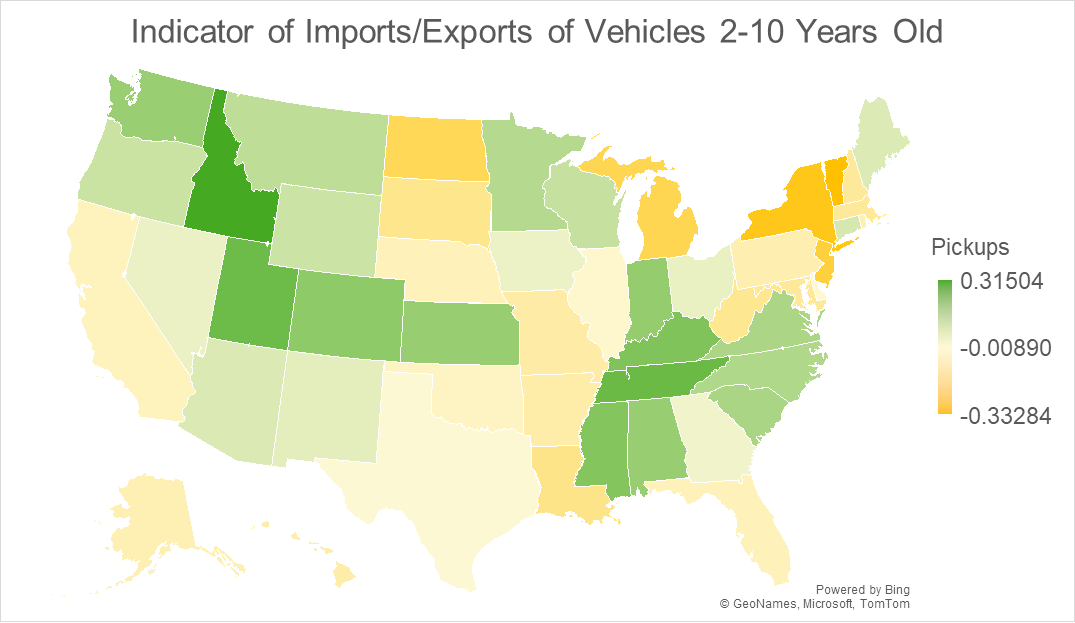 Indicator of Imports/Exports of Vehicles 2-10 Years Old
Pickups
0.31504
-0.00890
-0.33284
Powered by Bing
© GeoNames, Microsoft, TomTom